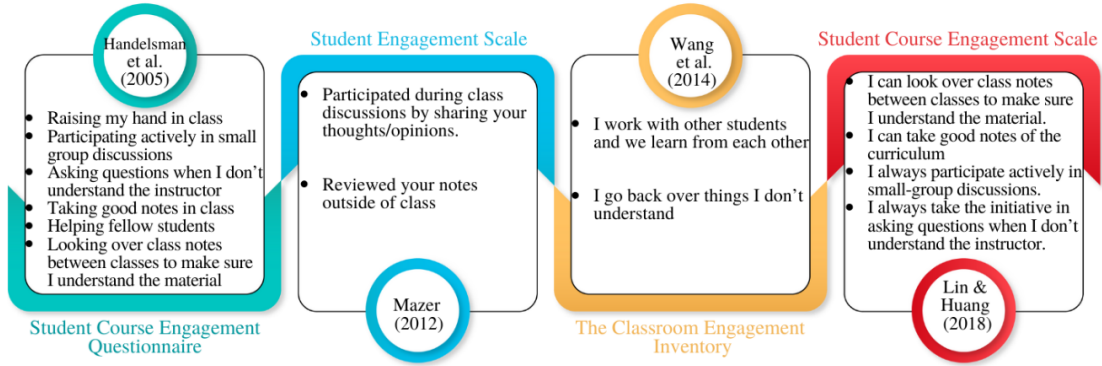 Handelsman
et al.
(2005)
• Raising my hand in class
• Participating actively in small
group discussions
• Asking questions when I don't
understand the instructor
• Taking good notes in class
• Helping fellow students
• Looking over class notes
between classes to make sure
I understand the material
Student Course Engagement
Questionnaire
Student Engagement Scale
• Participated during class
discussions by sharing your
thoughts/opinions.
• Reviewed your notes
outside of class
Mazer
(2012)
Wang
et al.
(2014)
• I work with other students
and we learn from each other
• I go back over things I don't
understand
The Classroom Engagement
Inventory
Student Course Engagement Scale
• I can look over class notes
between classes to make sure
I understand the material.
• I can take good notes of the
curriculum
• I always participate actively in
small-group discussions.
• I always take the initiative in
asking questions when I don't
understand the instructor.
Lin &
Huang
(2018)